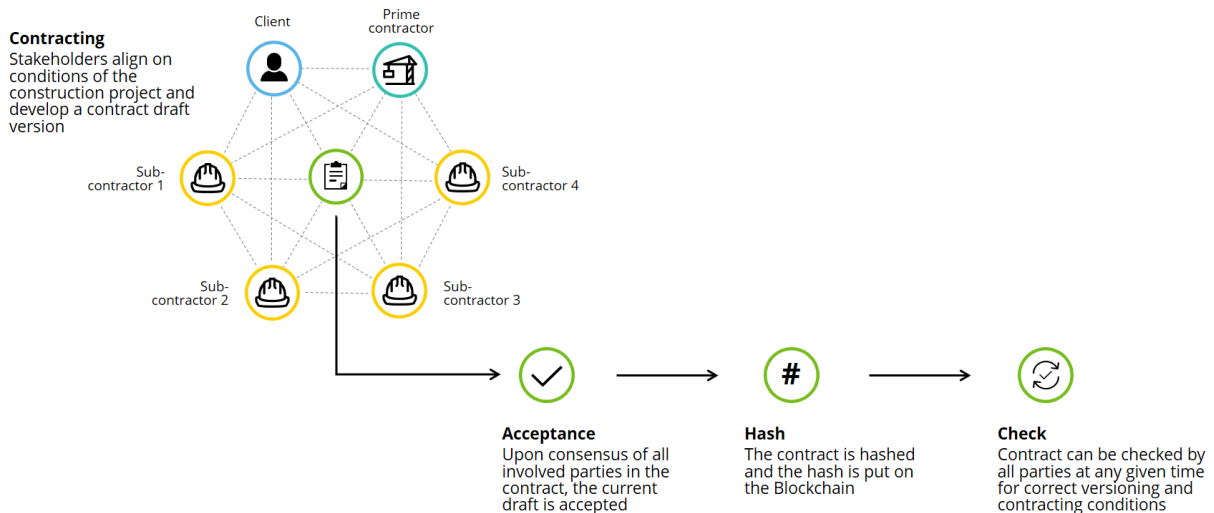 Client
Prime
contractor
Contracting
Stakeholders align on
conditions of the
construction project and
develop a contract draft
version
Sub-
contractor 1
Sub-
contractor 4
Sub-
contractor 2
Sub-
contractor 3
#
Acceptance
Upon consensus of all
involved parties in the
contract, the current
draft is accepted
Hash
The contract is hashed
and the hash is put on
the Blockchain
Check
Contract can be checked by
all parties at any given time
for correct versioning and
contracting conditions